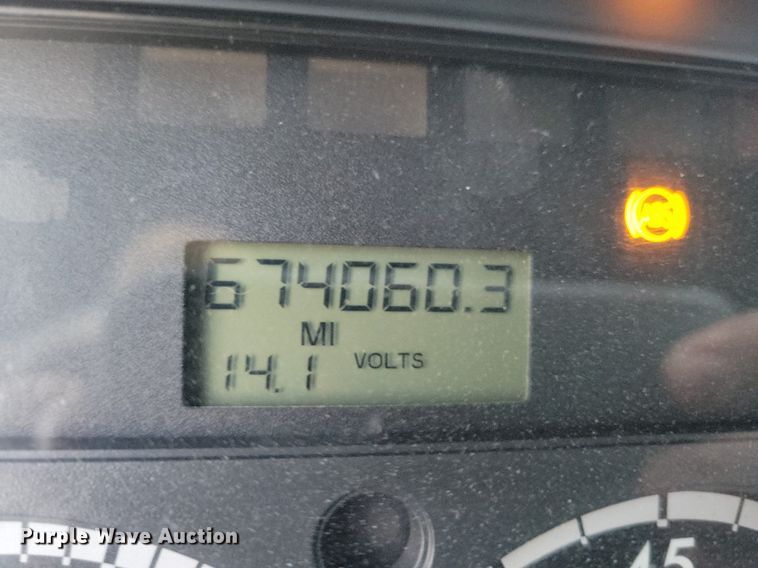 674060.3
MI
14.1 VOLTS
45
Purple Wave Auction